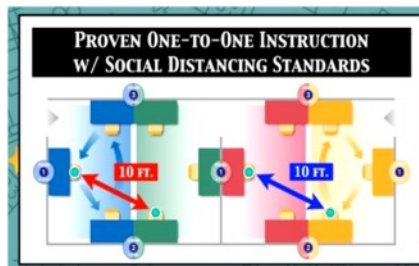 PROVEN ONE-TO-ONE INSTRUCTION
W/ SOCIAL DISTANCING STANDARDS
3 3
1 10 FT. 1 10 FT. 1
2 2